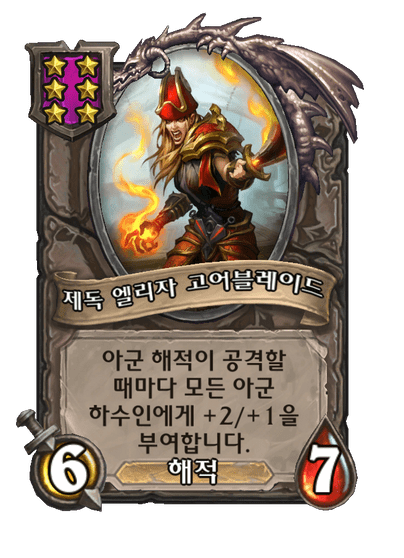 제독 엘리자 고어블레이드
아군 해적이 공격할
때마다 모든 아군
하수인에게 +2/+1을
부여합니다.
6
해적
7